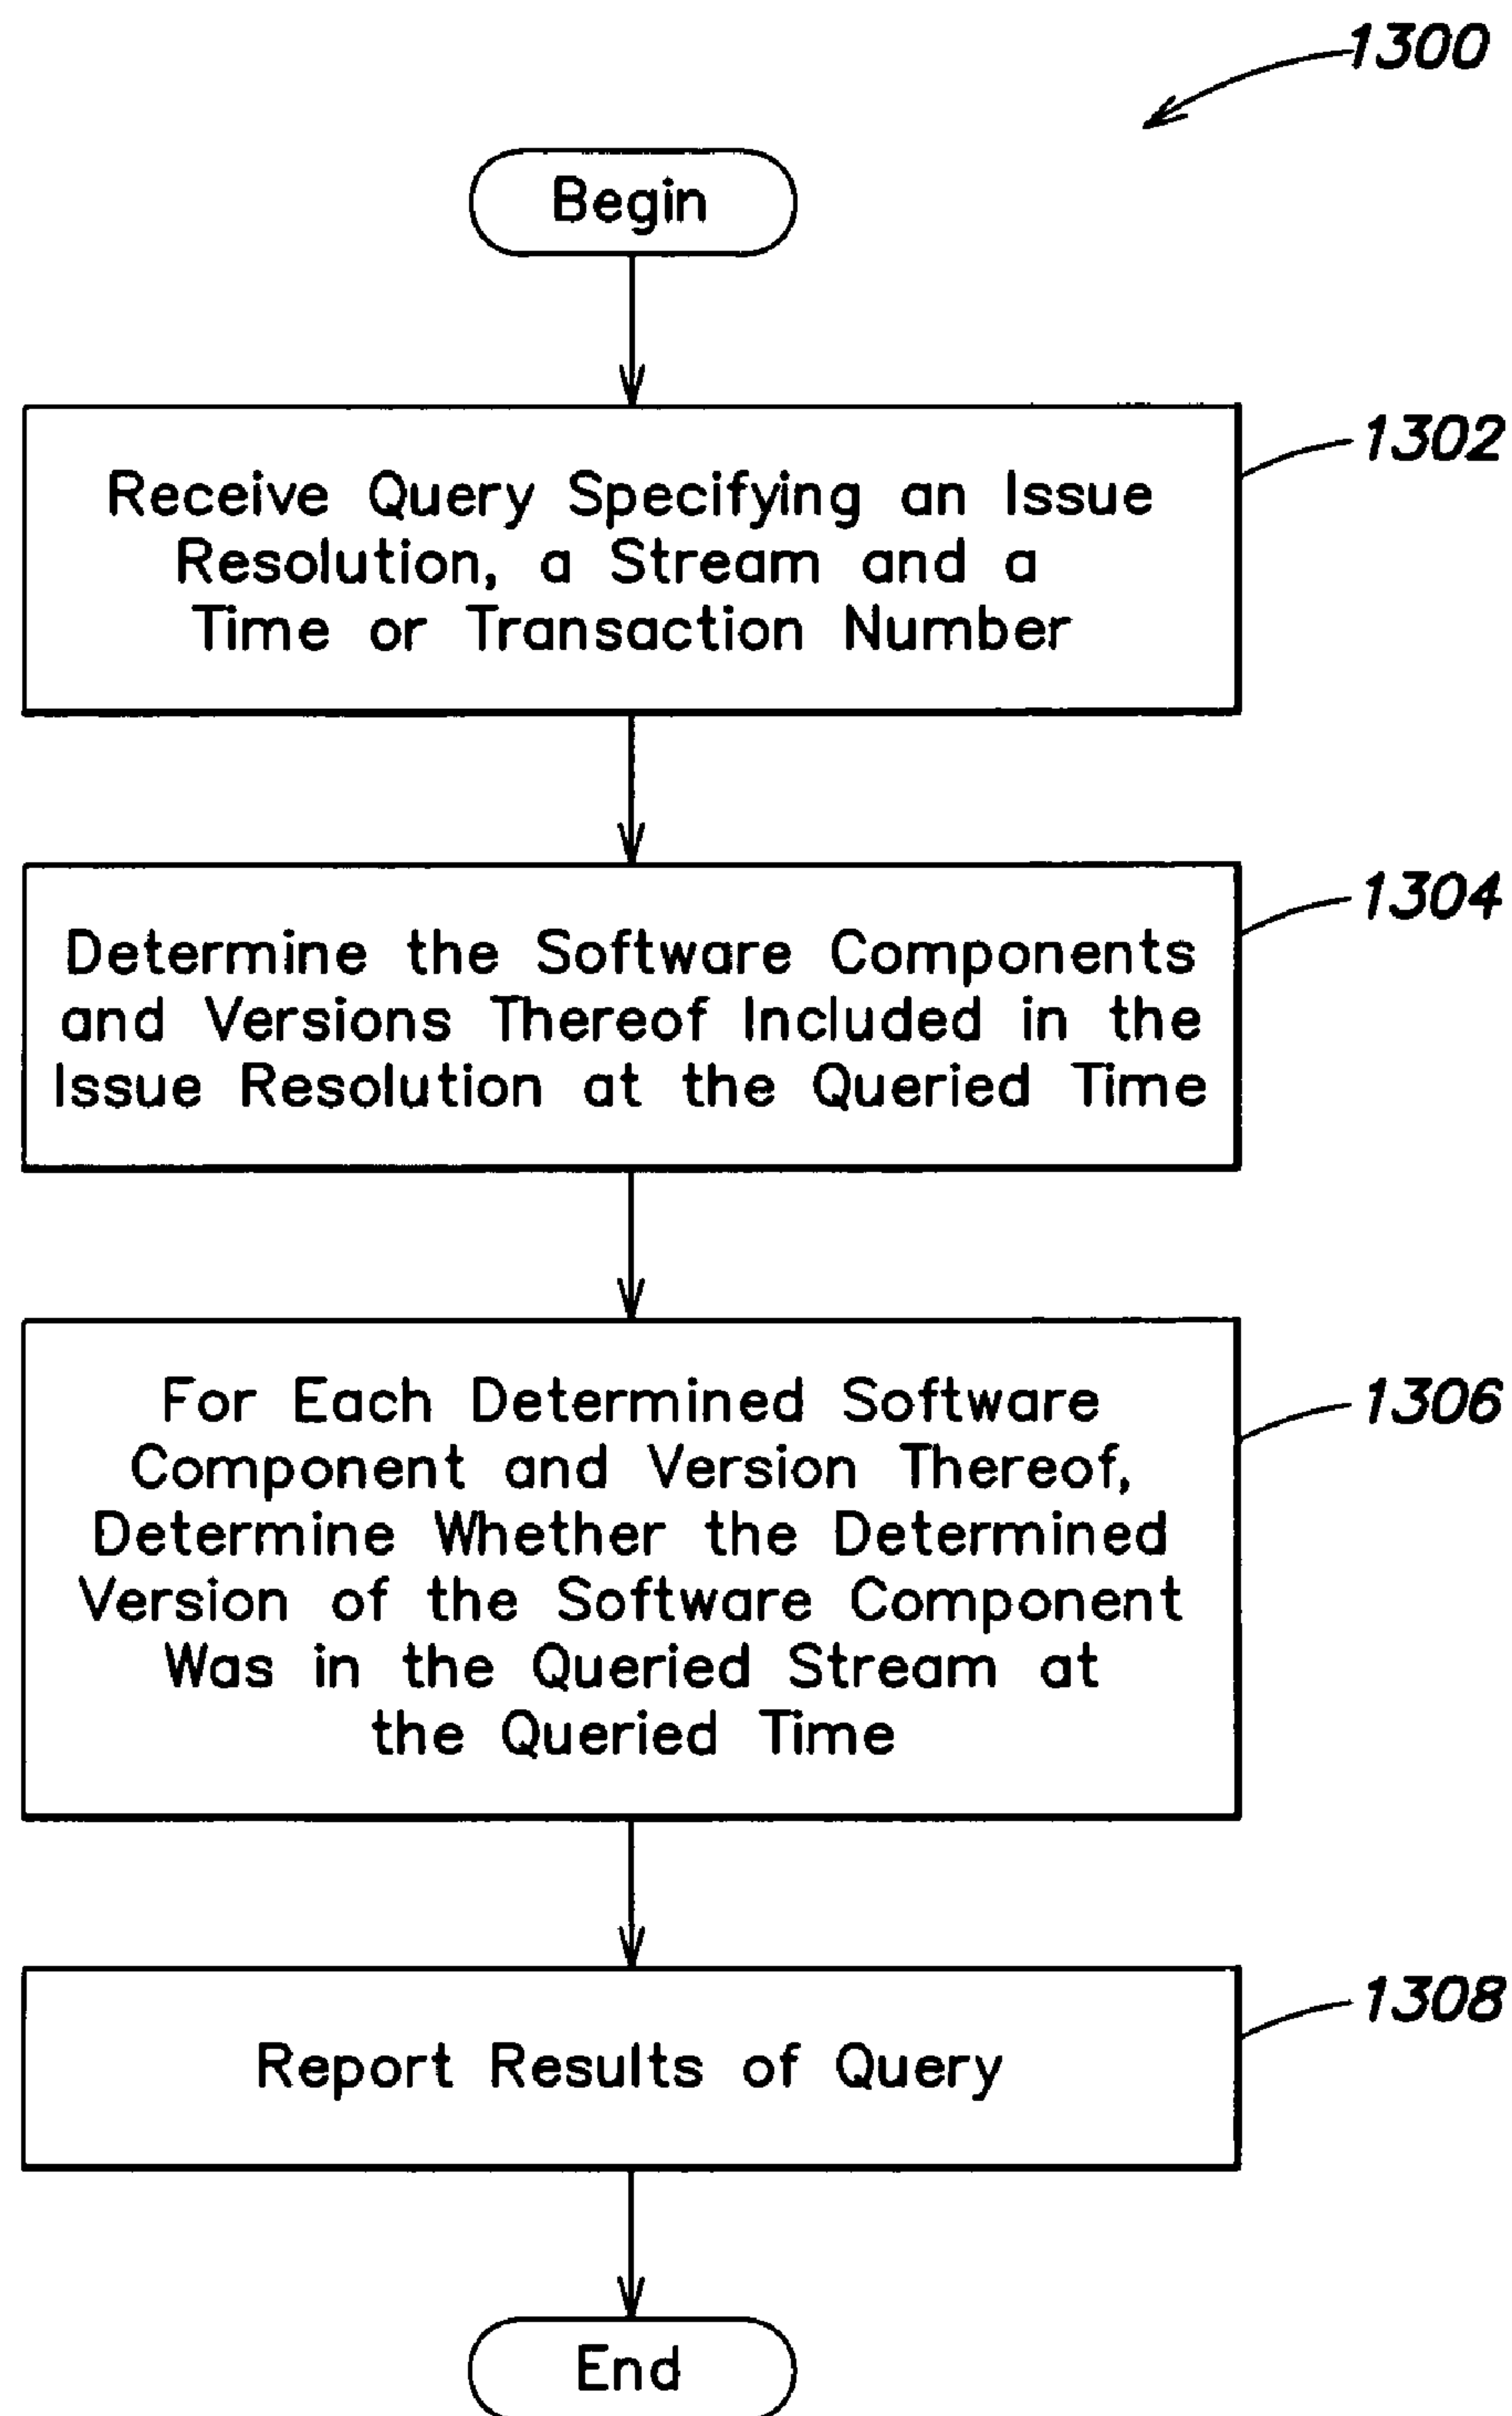 1300
Begin
1302
Receive Query Specifying an Issue
Resolution, a Stream and a
Time or Transaction Number
1304
Determine the Software Components
and Versions Thereof Included in the
Issue Resolution at the Queried Time
1306
For Each Determined Software
Component and Version Thereof,
Determine Whether the Determined
Version of the Software Component
Was in the Queried Stream at
the Queried Time
1308
Report Results of Query
End